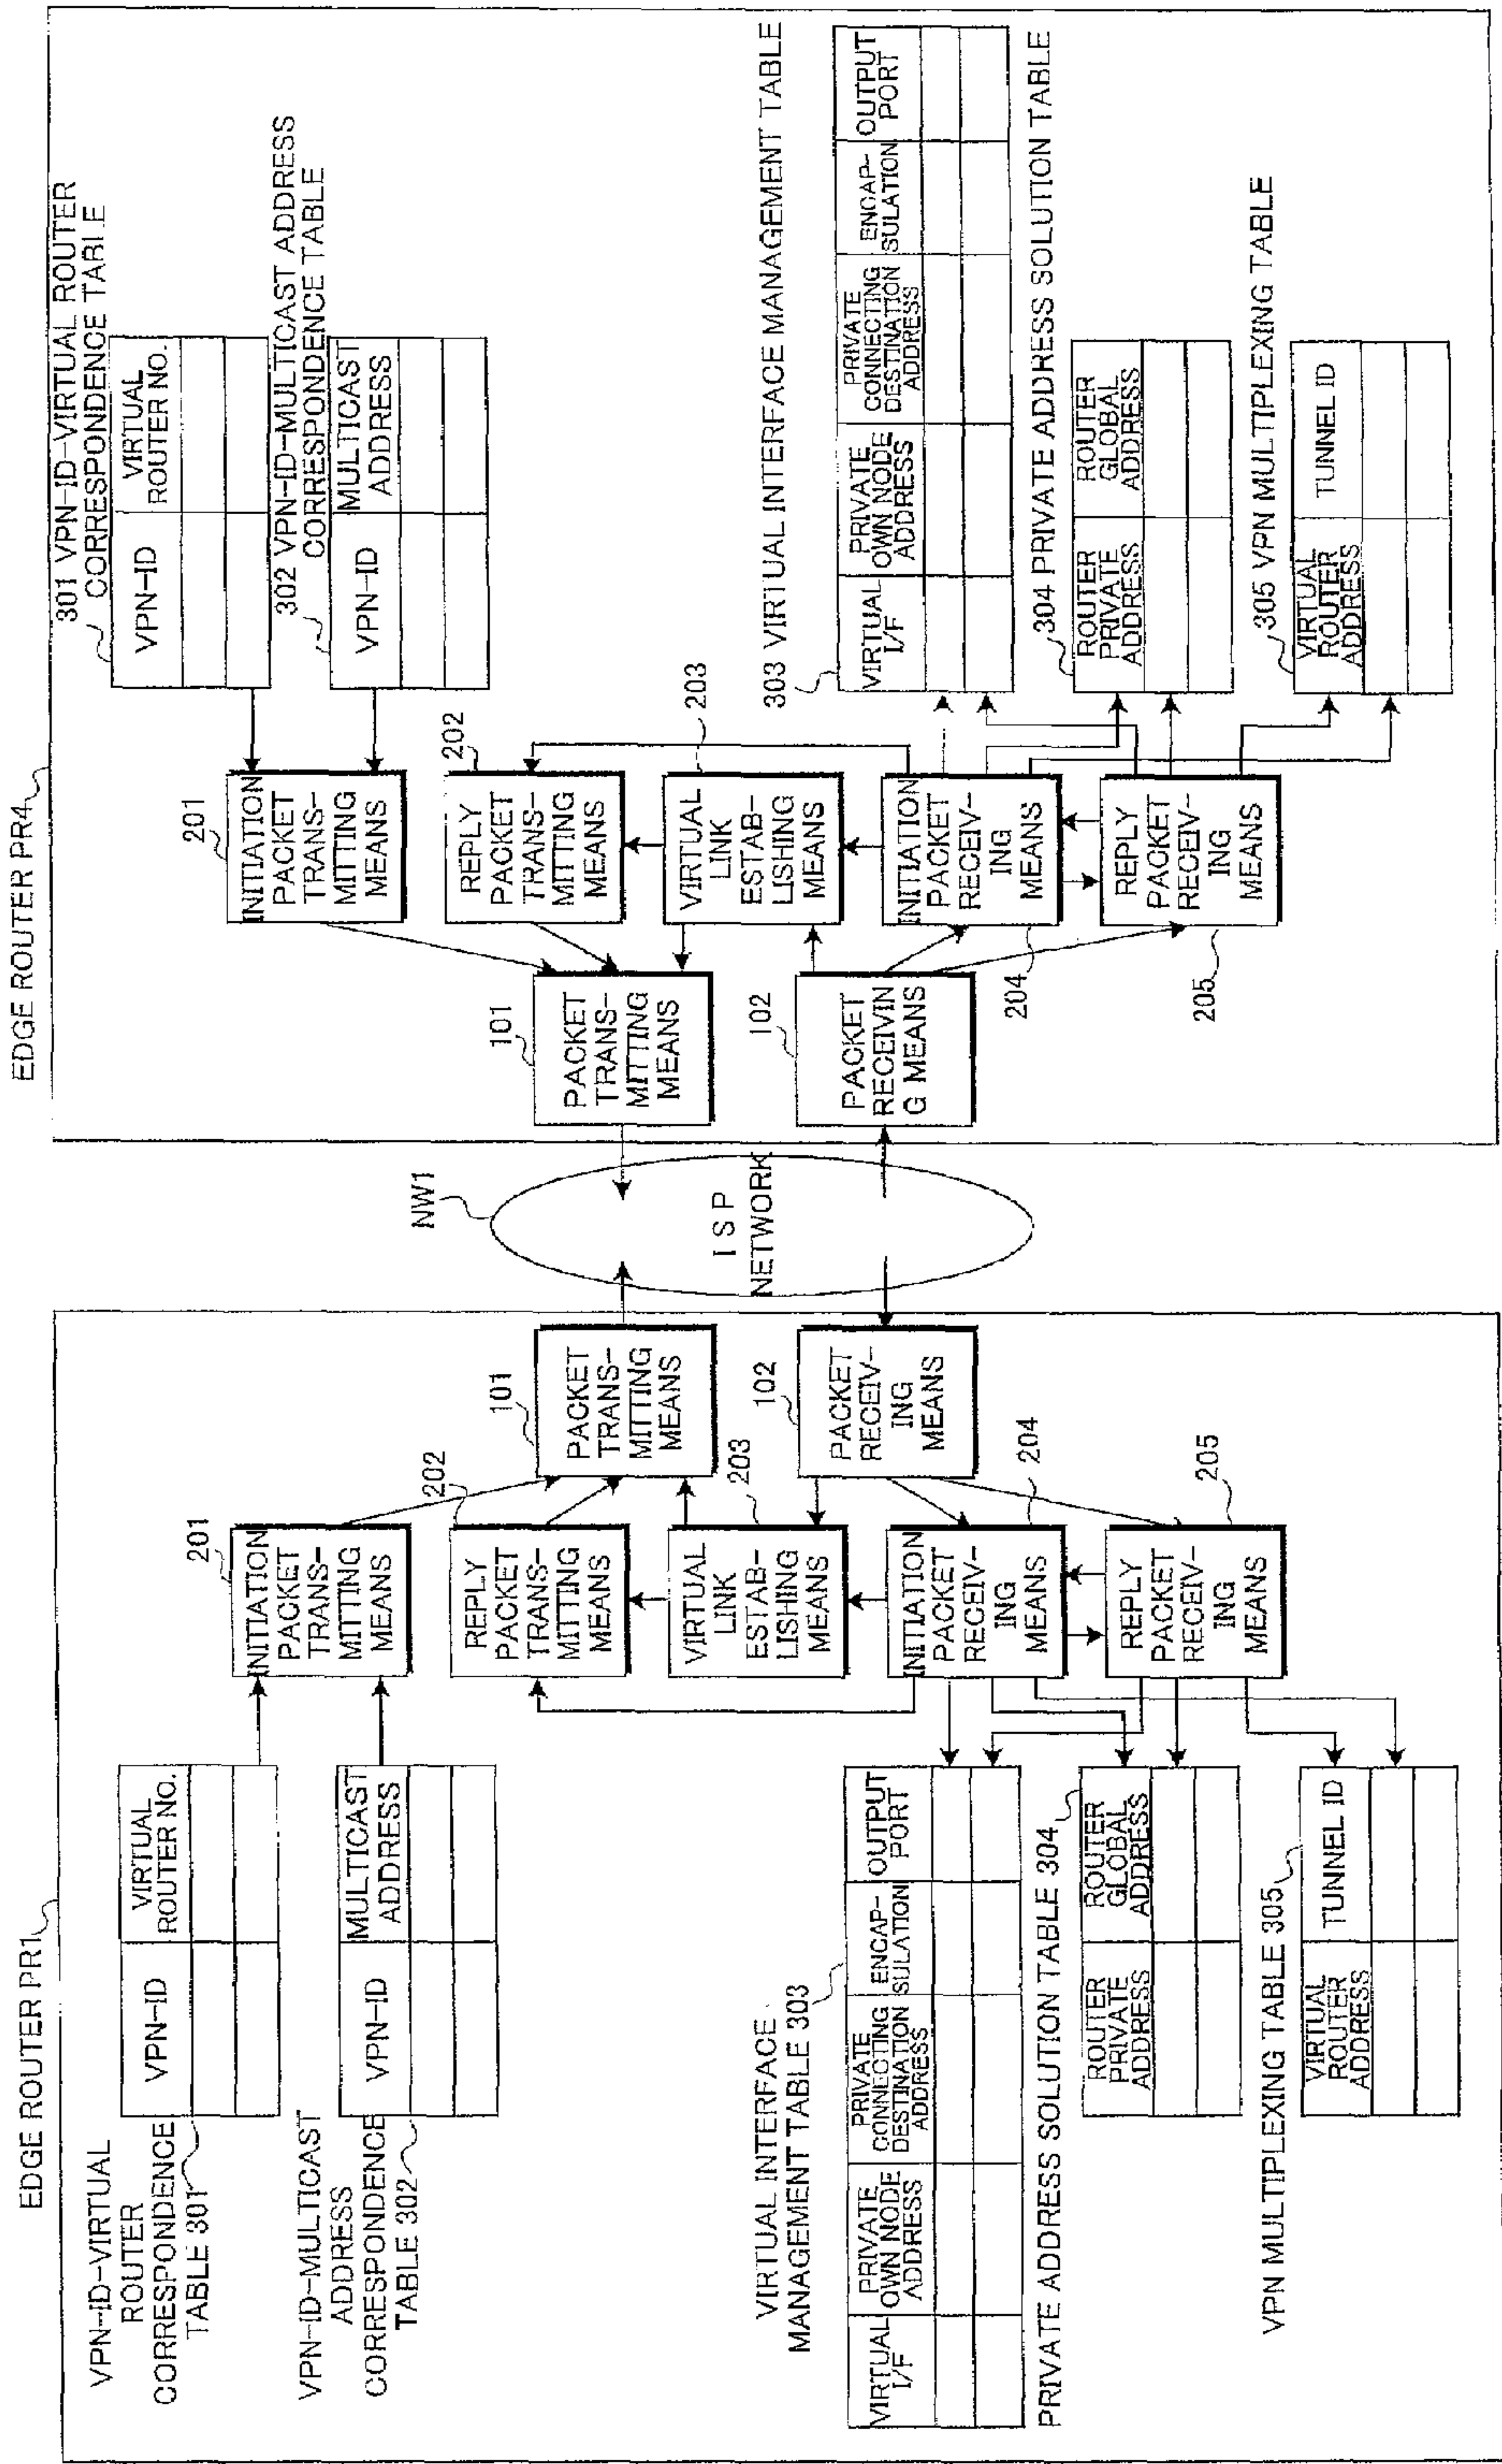 EDGE ROUTER PR1
VPN-ID-VIRTUAL
ROUTER
CORRESPONDENCE
TABLE 301
VPN-ID
VIRTUAL
ROUTER NO.
VPN-ID-MULTICAST
ADDRESS
CORRESPONDENCE
TABLE 302
VPN-ID
MULTICAST
ADDRESS
VIRTUAL INTERFACE
MANAGEMENT TABLE 303
VIRTUAL
I/F
PRIVATE
OWN NODE
ADDRESS
PRIVATE
CONNECTING
DESTINATION
ADDRESS
ENCAP-
SULATION
OUTPUT
PORT
PRIVATE ADDRESS SOLUTION TABLE 304
ROUTER
PRIVATE
ADDRESS
ROUTER
GLOBAL
ADDRESS
VPN MULTIPLEXING TABLE 305
VIRTUAL
ROUTER
ADDRESS
TUNNEL ID
201
INITIATION
PACKET
TRANS-
MITTING
MEANS
202
REPLY
PACKET
TRANS-
MITTING
MEANS
203
VIRTUAL
LINK
ESTAB-
LISHING
MEANS
204
INITIATION
PACKET
RECEIV-
ING
MEANS
205
REPLY
PACKET
RECEIV-
ING
MEANS
101
PACKET
TRANS-
MITTING
MEANS
102
PACKET
RECEIV-
ING
MEANS
NW1
ISP
NETWORK
EDGE ROUTER PR4
101
PACKET
TRANS-
MITTING
MEANS
102
PACKET
RECEIVIN
G MEANS
201
INITIATION
PACKET
TRANS-
MITTING
MEANS
202
REPLY
PACKET
TRANS-
MITTING
MEANS
203
VIRTUAL
LINK
ESTAB-
LISHING
MEANS
204
INITIATION
PACKET
RECEIV-
ING
MEANS
205
REPLY
PACKET
RECEIV-
ING
MEANS
301 VPN-ID-VIRTUAL ROUTER
CORRESPONDENCE TABLE
VPN-ID
VIRTUAL
ROUTER NO.
302 VPN-ID-MULTICAST ADDRESS
CORRESPONDENCE TABLE
VPN-ID
MULTICAST
ADDRESS
303 VIRTUAL INTERFACE MANAGEMENT TABLE
VIRTUAL
I/F
PRIVATE
OWN NODE
ADDRESS
PRIVATE
CONNECTING
DESTINATION
ADDRESS
ENCAP-
SULATION
OUTPUT
PORT
304 PRIVATE ADDRESS SOLUTION TABLE
ROUTER
PRIVATE
ADDRESS
ROUTER
GLOBAL
ADDRESS
305 VPN MULTIPLEXING TABLE
VIRTUAL
ROUTER
ADDRESS
TUNNEL ID